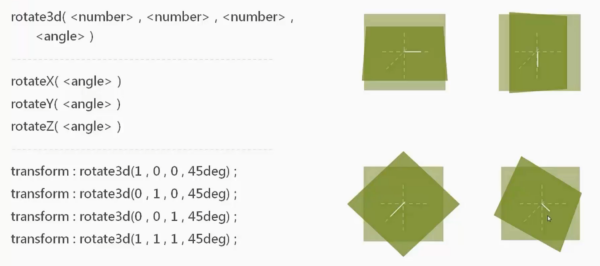 rotate3d( <number> , <number> , <number> ,
<angle> )
rotateX( <angle> )
rotateY( <angle> )
rotateZ( <angle> )
transform : rotate3d(1 , 0 , 0 , 45deg) ;
transform : rotate3d(0 , 1 , 0 , 45deg) ;
transform : rotate3d(0 , 0 , 1 , 45deg) ;
transform : rotate3d(1 , 1 , 1 , 45deg) ;